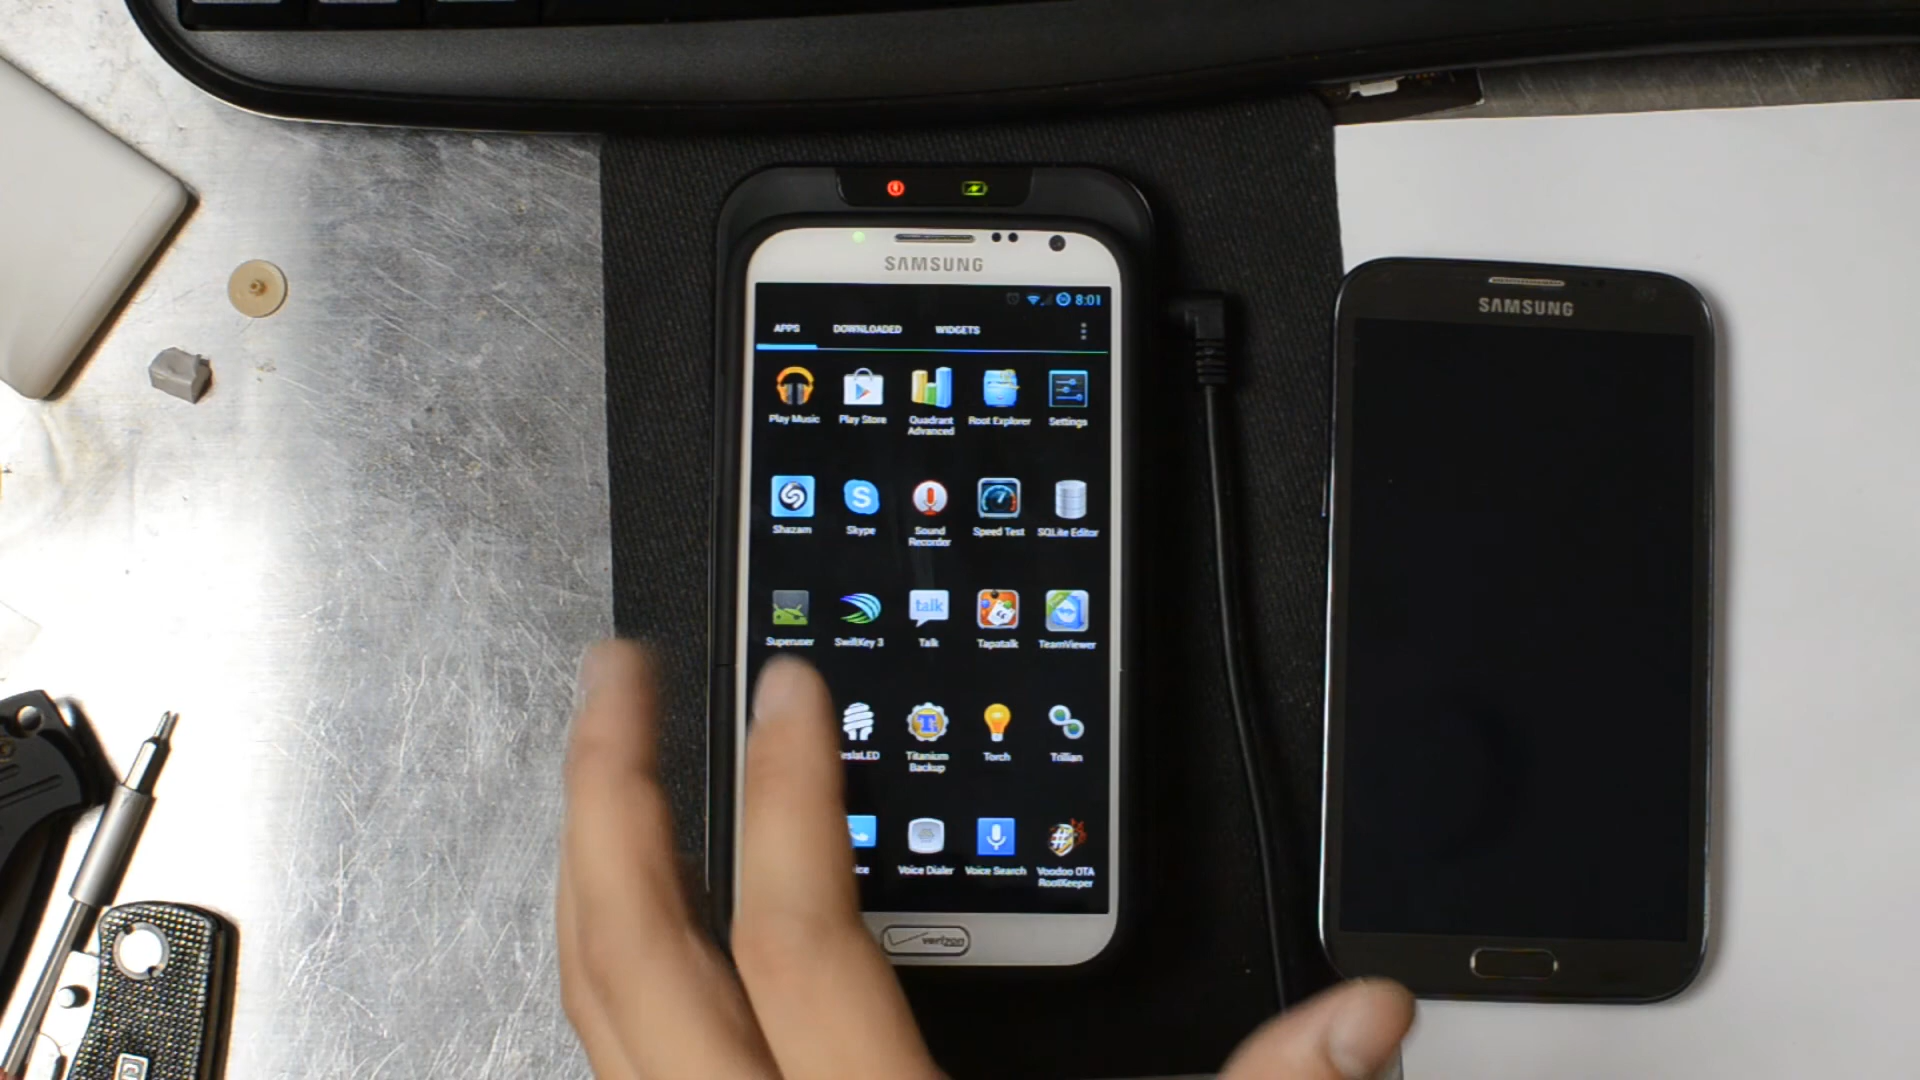 SAMSUNG
8:01
APPS DOWNLOADED WIDGETS
Play Music Play Store Quadrant Advanced Root Explorer Settings
Shazam Skype Sound Recorder Speed Test SQLite Editor
Superuser SwiftKey 3 Talk talk Tapatalk TeamViewer
eslaLED Titanium Backup Torch Trillian
ice Voice Dialer Voice Search Voodoo OTA RootKeeper
verizon
SAMSUNG